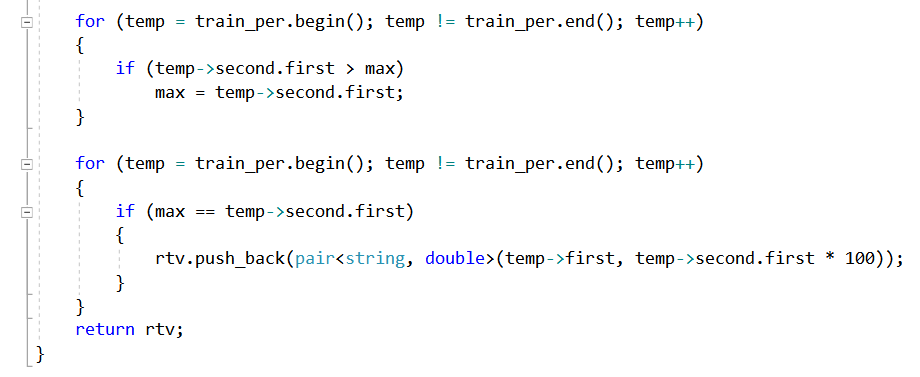 for (temp = train_per.begin(); temp != train_per.end(); temp++)
{
if (temp->second.first > max)
max = temp->second.first;
}
for (temp = train_per.begin(); temp != train_per.end(); temp++)
{
if (max == temp->second.first)
{
rtv.push_back(pair<string, double>(temp->first, temp->second.first * 100));
}
}
return rtv;
}